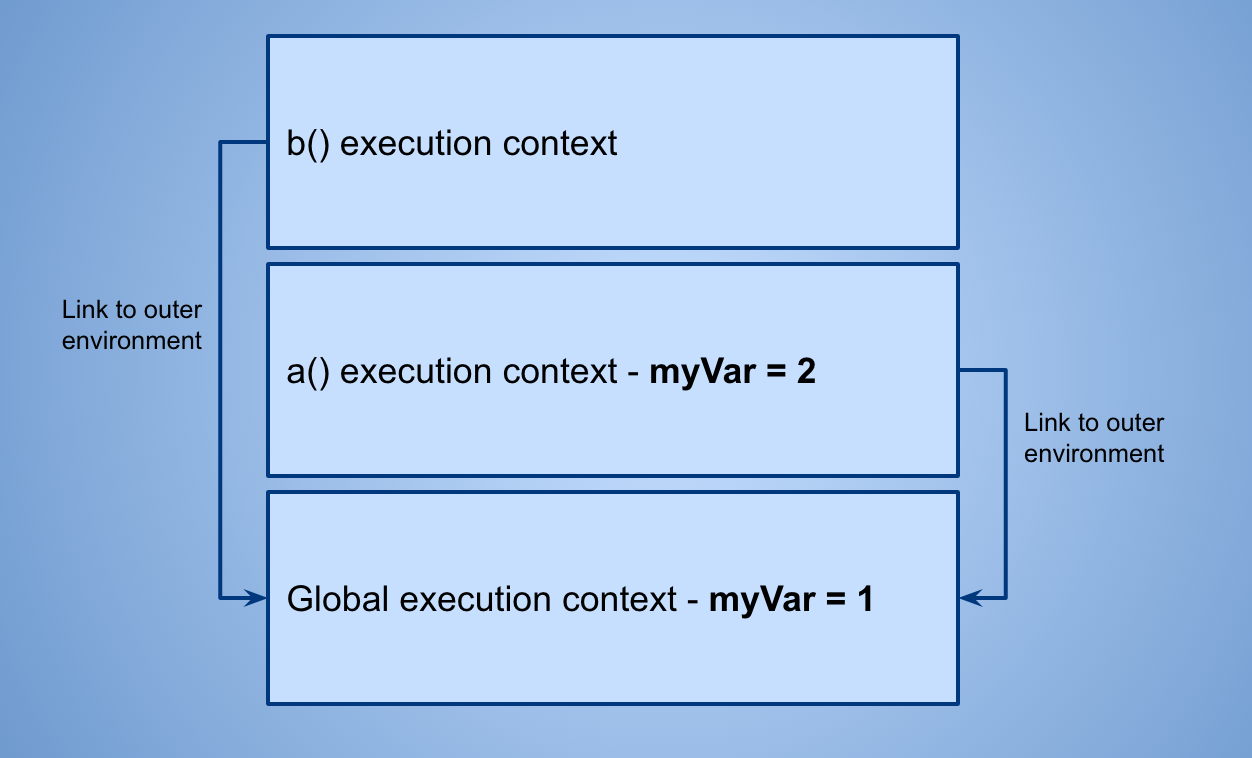 b() execution context
Link to outer
environment
a() execution context - myVar = 2
Link to outer
environment
Global execution context - myVar = 1